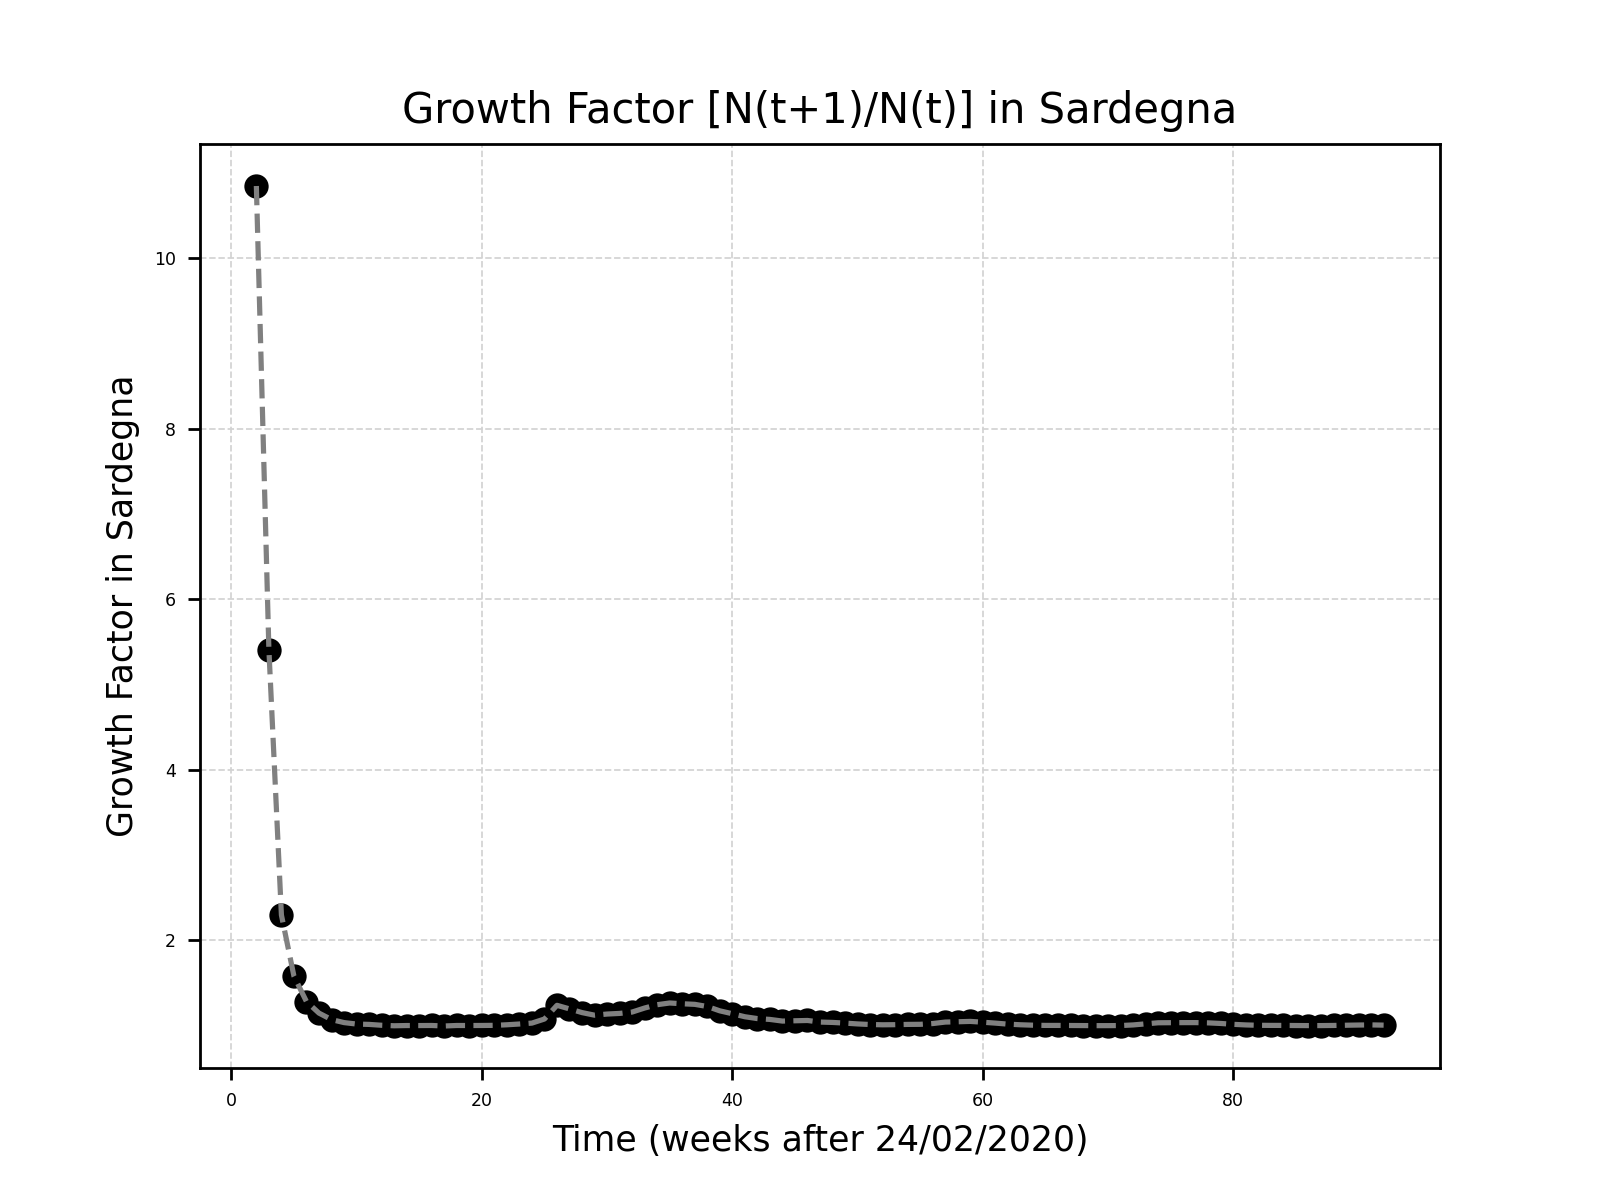 Growth Factor [N(t+1)/N(t)] in Sardegna
Growth Factor in Sardegna
10
8
6
4
2
0 20 40 60 80
Time (weeks after 24/02/2020)